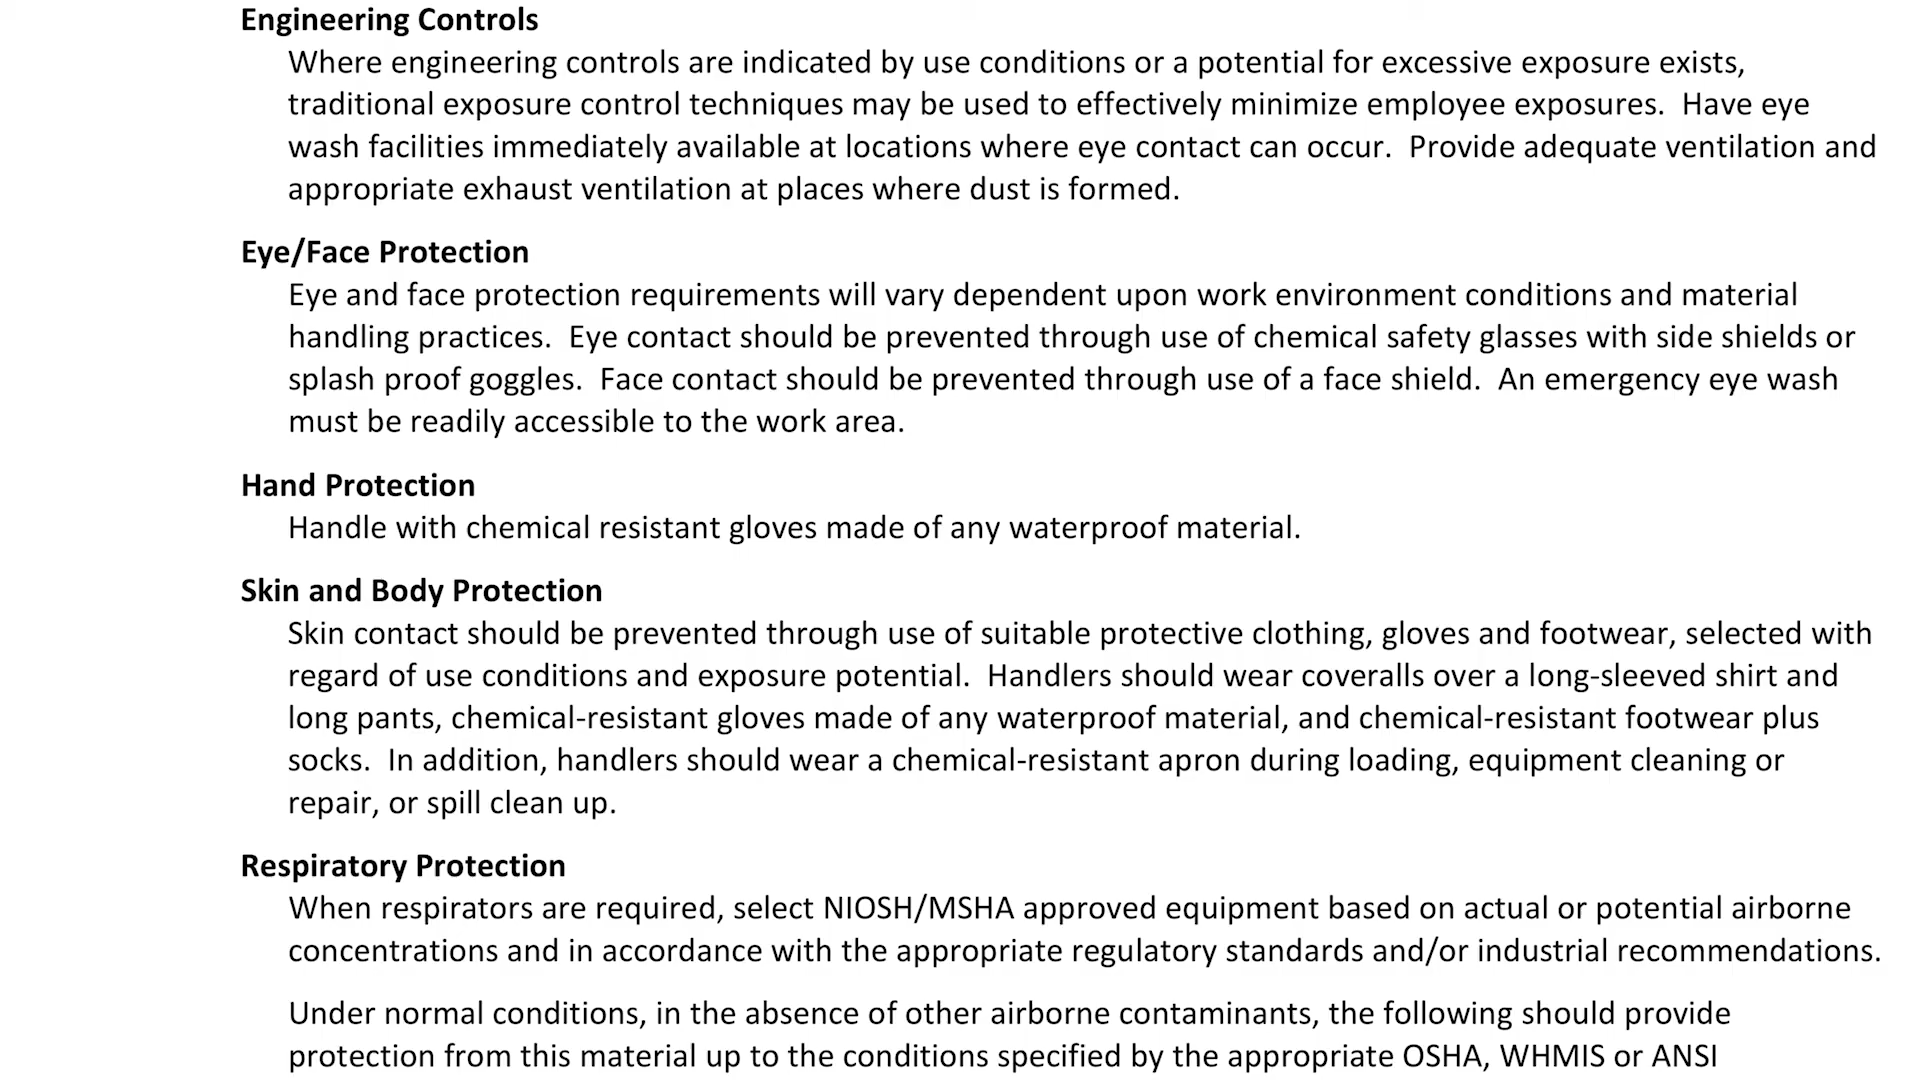 Engineering Controls
Where engineering controls are indicated by use conditions or a potential for excessive exposure exists,
traditional exposure control techniques may be used to effectively minimize employee exposures.  Have eye
wash facilities immediately available at locations where eye contact can occur.  Provide adequate ventilation and
appropriate exhaust ventilation at places where dust is formed.
Eye/Face Protection
Eye and face protection requirements will vary dependent upon work environment conditions and material
handling practices.  Eye contact should be prevented through use of chemical safety glasses with side shields or
splash proof goggles.  Face contact should be prevented through use of a face shield.  An emergency eye wash
must be readily accessible to the work area.
Hand Protection
Handle with chemical resistant gloves made of any waterproof material.
Skin and Body Protection
Skin contact should be prevented through use of suitable protective clothing, gloves and footwear, selected with
regard of use conditions and exposure potential.  Handlers should wear coveralls over a long-sleeved shirt and
long pants, chemical-resistant gloves made of any waterproof material, and chemical-resistant footwear plus
socks.  In addition, handlers should wear a chemical-resistant apron during loading, equipment cleaning or
repair, or spill clean up.
Respiratory Protection
When respirators are required, select NIOSH/MSHA approved equipment based on actual or potential airborne
concentrations and in accordance with the appropriate regulatory standards and/or industrial recommendations.
Under normal conditions, in the absence of other airborne contaminants, the following should provide
protection from this material up to the conditions specified by the appropriate OSHA, WHMIS or ANSI